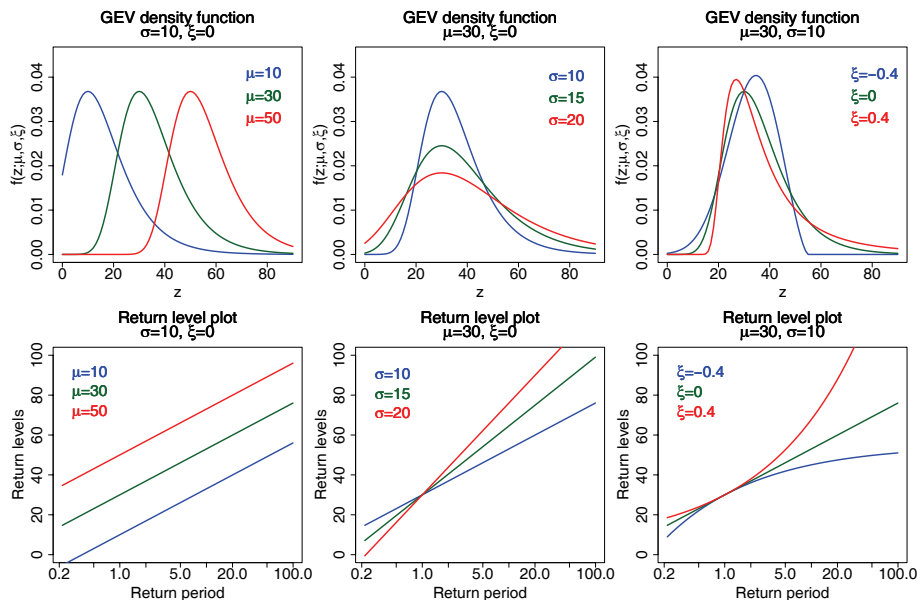 GEV density function
σ=10, ξ=0
μ=10
μ=30
μ=50
f(z;μ,σ,ξ)
0.00
0.01
0.02
0.03
0.04
0
20
40
60
80
z
GEV density function
μ=30, ξ=0
σ=10
σ=15
σ=20
f(z;μ,σ,ξ)
0.00
0.01
0.02
0.03
0.04
0
20
40
60
80
z
GEV density function
μ=30, σ=10
ξ=−0.4
ξ=0
ξ=0.4
f(z;μ,σ,ξ)
0.00
0.01
0.02
0.03
0.04
0
20
40
60
80
z
Return level plot
σ=10, ξ=0
μ=10
μ=30
μ=50
Return levels
0
20
40
60
80
100
0.2
1.0
5.0
20.0
100.0
Return period
Return level plot
μ=30, ξ=0
σ=10
σ=15
σ=20
Return levels
0
20
40
60
80
100
0.2
1.0
5.0
20.0
100.0
Return period
Return level plot
μ=30, σ=10
ξ=−0.4
ξ=0
ξ=0.4
Return levels
0
20
40
60
80
100
0.2
1.0
5.0
20.0
100.0
Return period